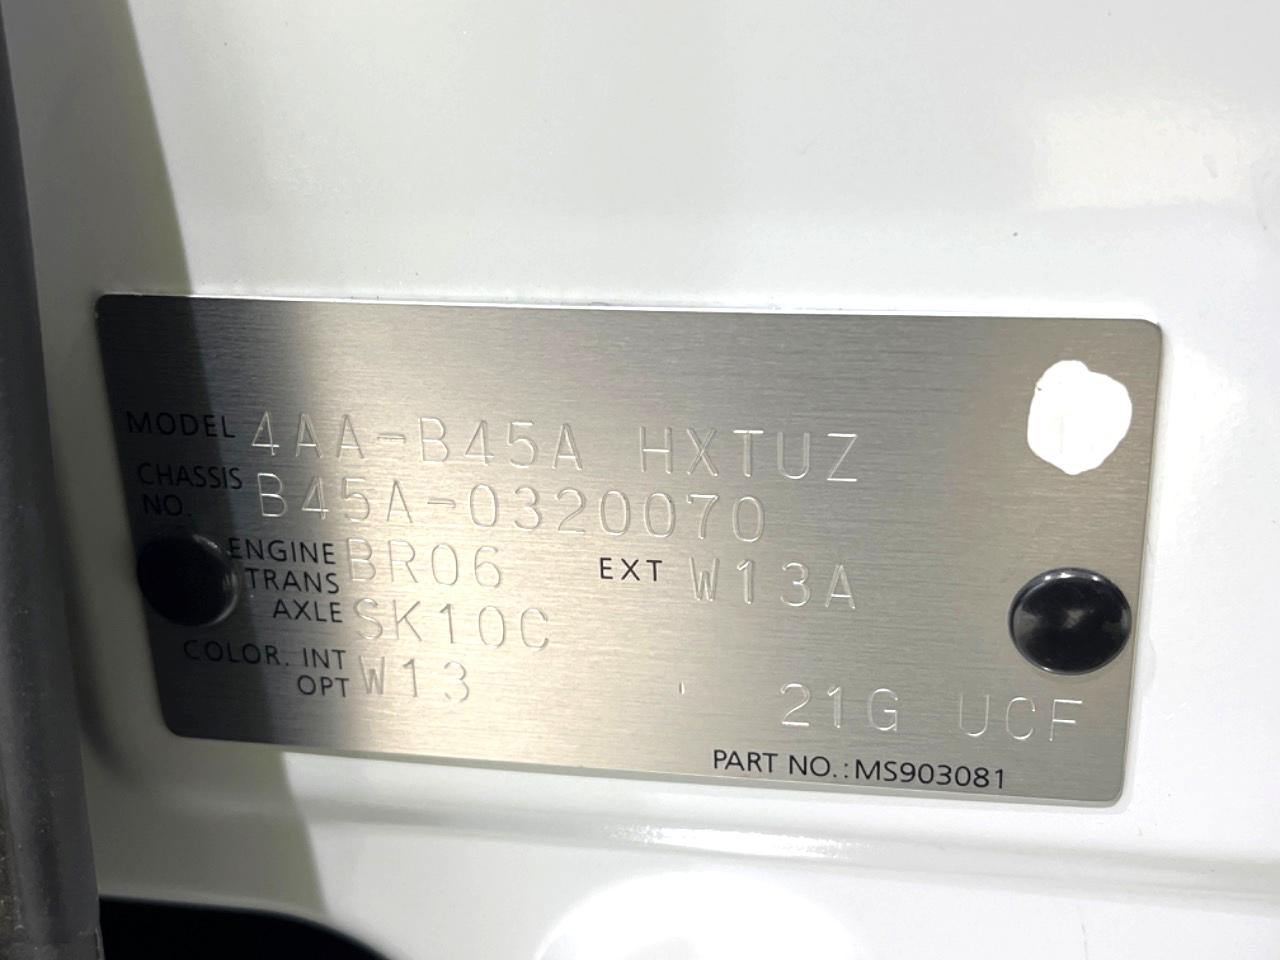 MODEL 4AA-B45A HXTUZ
CHASSIS NO. B45A-0320070
ENGINE BR06 EXT W13A
TRANS AXLE SK10C
COLOR. INT W13
OPT 21G UCF
PART NO.:MS903081